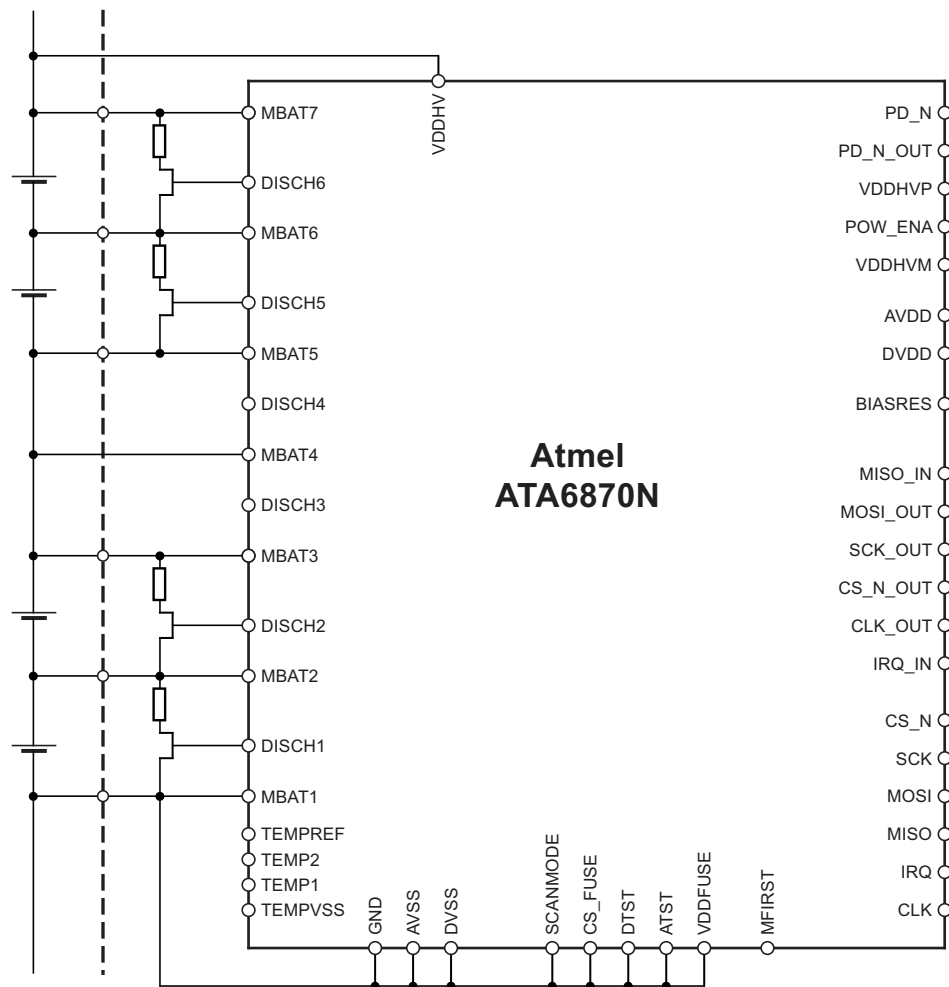 VDDHV
MBAT7
DISCH6
MBAT6
DISCH5
MBAT5
DISCH4
MBAT4
DISCH3
MBAT3
DISCH2
MBAT2
DISCH1
MBAT1
TEMPREF
TEMP2
TEMP1
TEMPVSS
Atmel
ATA6870N
PD_N
PD_N_OUT
VDDHVP
POW_ENA
VDDHVM
AVDD
DVDD
BIASRES
MISO_IN
MOSI_OUT
SCK_OUT
CS_N_OUT
CLK_OUT
IRQ_IN
CS_N
SCK
MOSI
MISO
IRQ
CLK
GND
AVSS
DVSS
SCANMODE
CS_FUSE
DTST
ATST
VDDFUSE
MFIRST